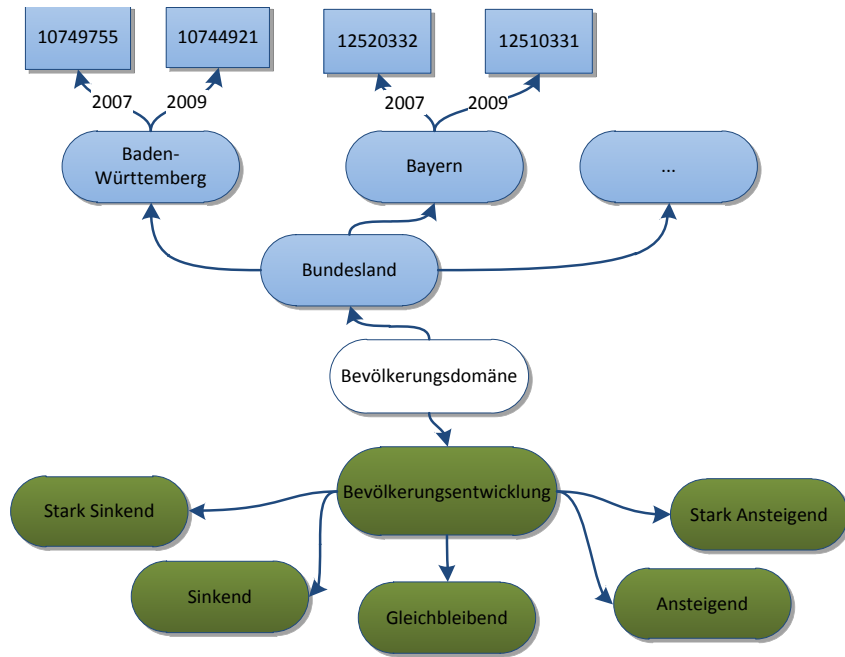 10749755
10744921
12520332
12510331
2007
2009
2007
2009
Baden-
Württemberg
Bayern
...
Bundesland
Bevölkerungsdomäne
Bevölkerungsentwicklung
Stark Sinkend
Stark Ansteigend
Sinkend
Gleichbleibend
Ansteigend